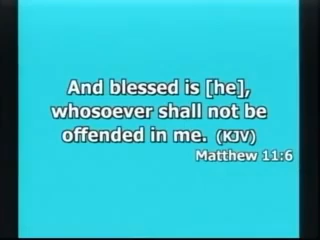 And blessed is [he],
whosoever shall not be
offended in me. (KJV)
Matthew 11:6